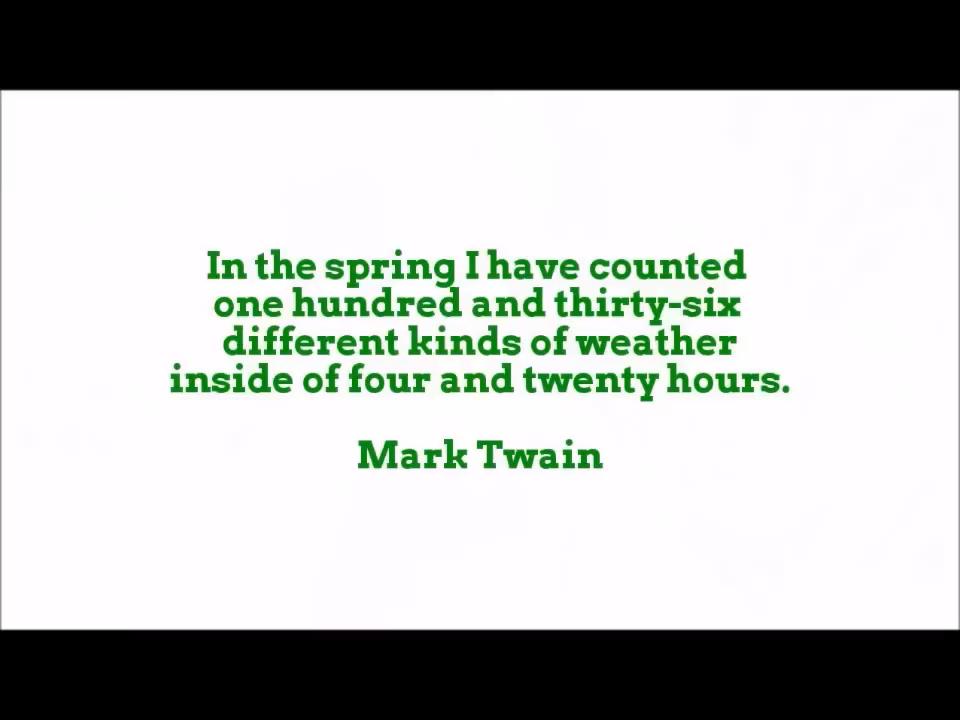 In the spring I have counted
one hundred and thirty-six
different kinds of weather
inside of four and twenty hours.
Mark Twain